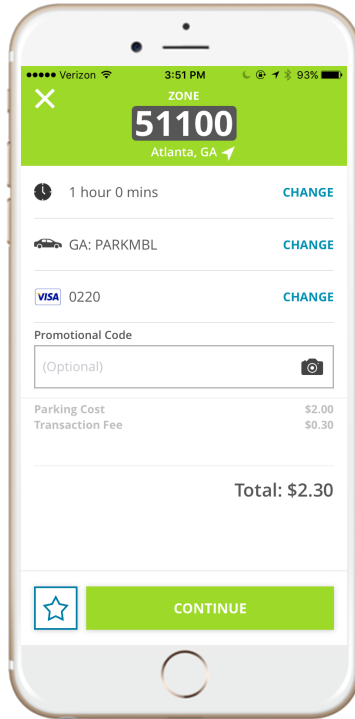 Verizon 3:51 PM 93%
ZONE
51100
Atlanta, GA
1 hour 0 mins CHANGE
GA: PARKMBL CHANGE
VISA 0220 CHANGE
Promotional Code
(Optional)
Parking Cost $2.00
Transaction Fee $0.30
Total: $2.30
CONTINUE